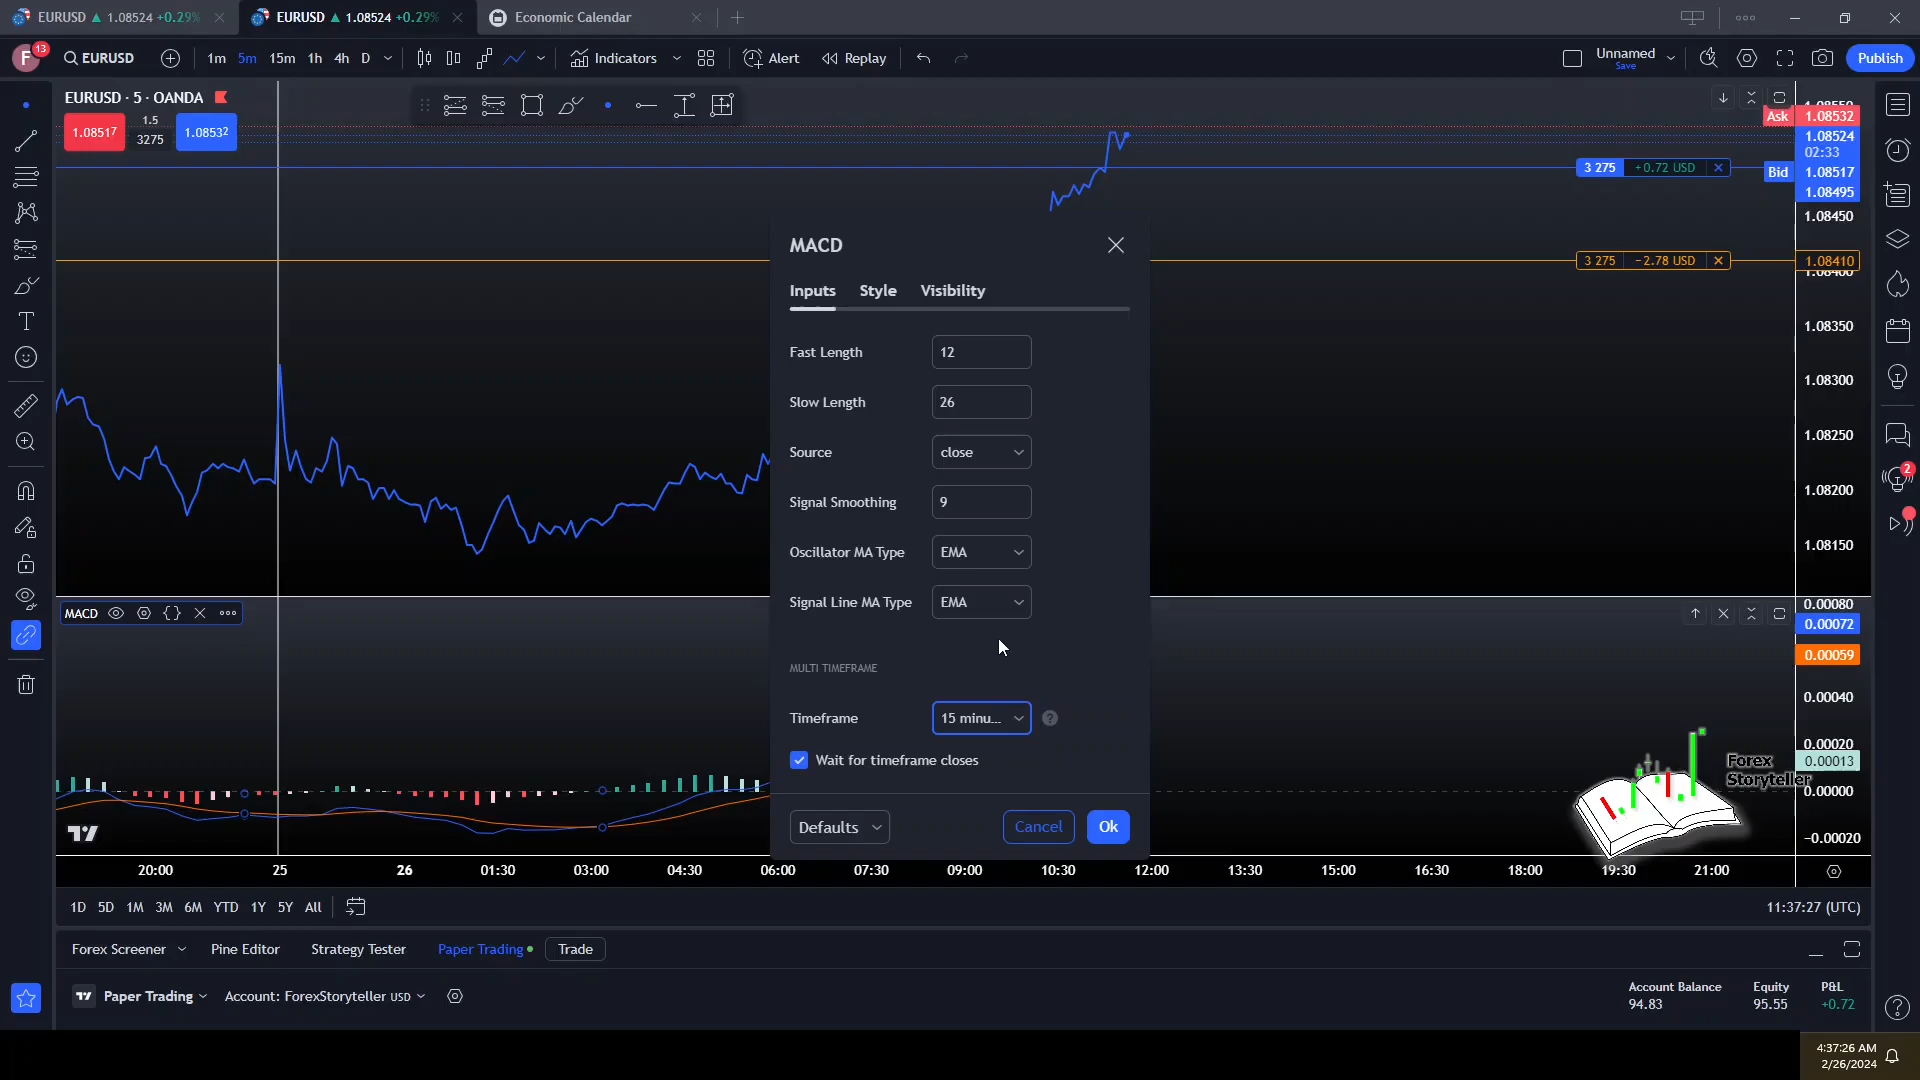 EURUSD ▲ 1.08524 +0.29%
EURUSD ▲ 1.08524 +0.29%
Economic Calendar
F
13
EURUSD
1m 5m 15m 1h 4h D
Indicators
Alert
Replay
Unnamed
Save
Publish
EURUSD · 5 · OANDA
1.08517
1.5
3275
1.08532
Ask 1.08532
1.08524
02:33
Bid 1.08517
1.08495
3 275 +0.72 USD
1.08450
3 275 −2.78 USD
1.08410
1.08350
1.08300
1.08250
1.08200
1.08150
2
MACD
Inputs Style Visibility
Fast Length 12
Slow Length 26
Source close
Signal Smoothing 9
Oscillator MA Type EMA
Signal Line MA Type EMA
MULTI TIMEFRAME
Timeframe 15 minu...
Wait for timeframe closes
Defaults
Cancel
Ok
MACD
0.00080
0.00072
0.00059
0.00040
0.00020
0.00013
0.00000
−0.00020
Forex
Storyteller
20:00 25 26 01:30 03:00 04:30 06:00 07:30 09:00 10:30 12:00 13:30 15:00 16:30 18:00 19:30 21:00
1D 5D 1M 3M 6M YTD 1Y 5Y All
11:37:27 (UTC)
Forex Screener Pine Editor Strategy Tester Paper Trading Trade
Paper Trading Account: ForexStoryteller USD
Account Balance Equity P&L
94.83 95.55 +0.72
4:37:26 AM
2/26/2024